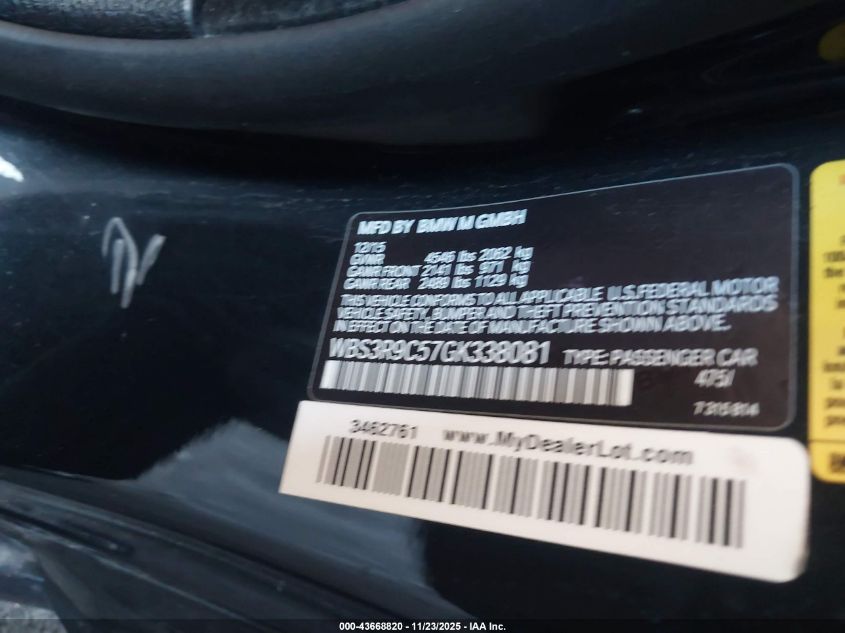 MFD BY BMW M GMBH
12/15
GVWR 4546 lbs 2062 kg
GAWR FRONT 2141 lbs 971 kg
GAWR REAR 2489 lbs 1129 kg
THIS VEHICLE CONFORMS TO ALL APPLICABLE U.S. FEDERAL MOTOR
VEHICLE SAFETY, BUMPER AND THEFT PREVENTION STANDARDS
IN EFFECT ON THE DATE OF MANUFACTURE SHOWN ABOVE.
WBS3R9C57GK338081 TYPE: PASSENGER CAR
475/
7 315 814
3462761 www.MyDealerLot.com
000-43668820 - 11/23/2025 - IAA Inc.